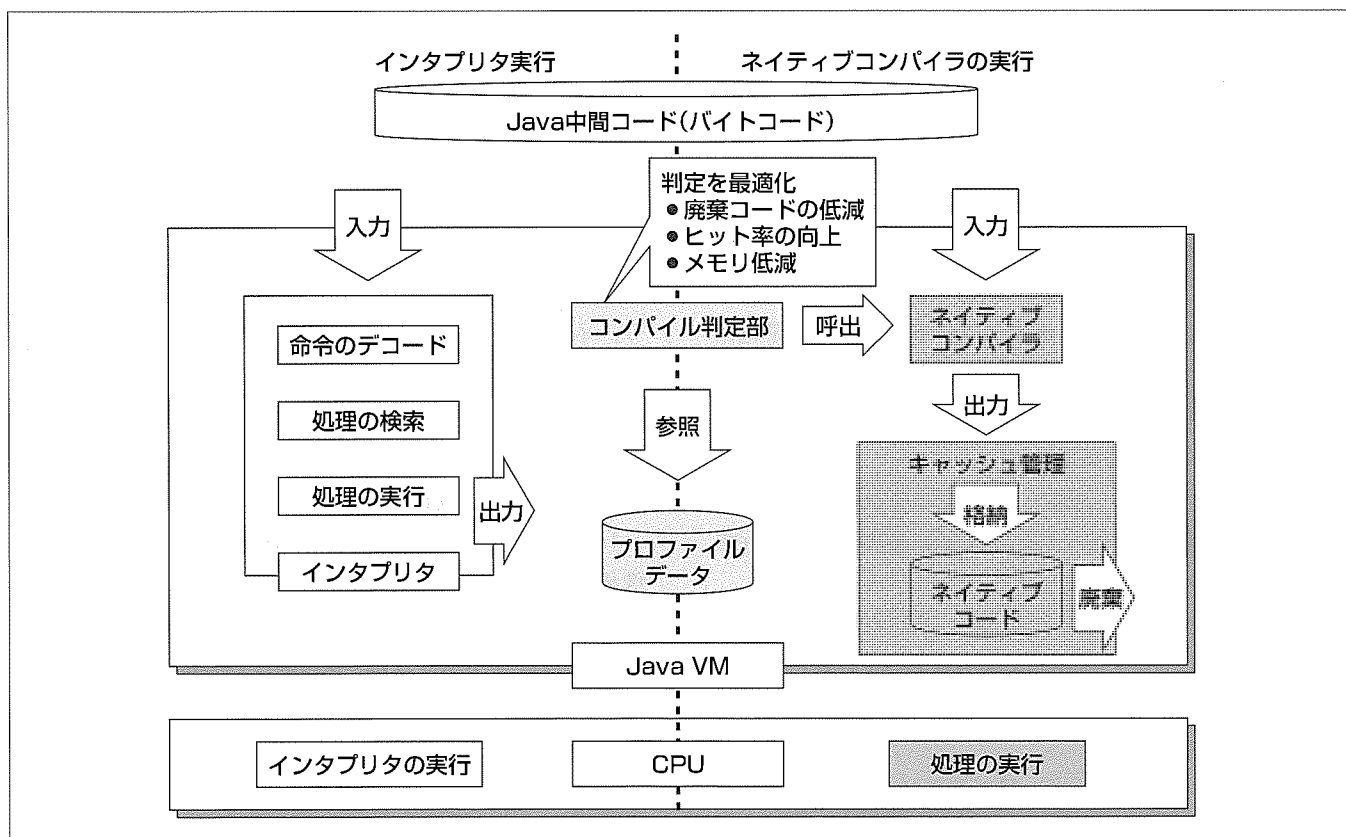 インタプリタ実行
ネイティブコンパイラの実行
Java中間コード(バイトコード)
判定を最適化
●廃棄コードの低減
●ヒット率の向上
●メモリ低減
入力
入力
コンパイル判定部
呼出
ネイティブ
コンパイラ
命令のデコード
処理の検索
処理の実行
インタプリタ
出力
参照
プロファイル
データ
出力
キャッシュ管理
格納
ネイティブ
コード
廃棄
Java VM
インタプリタの実行
CPU
処理の実行